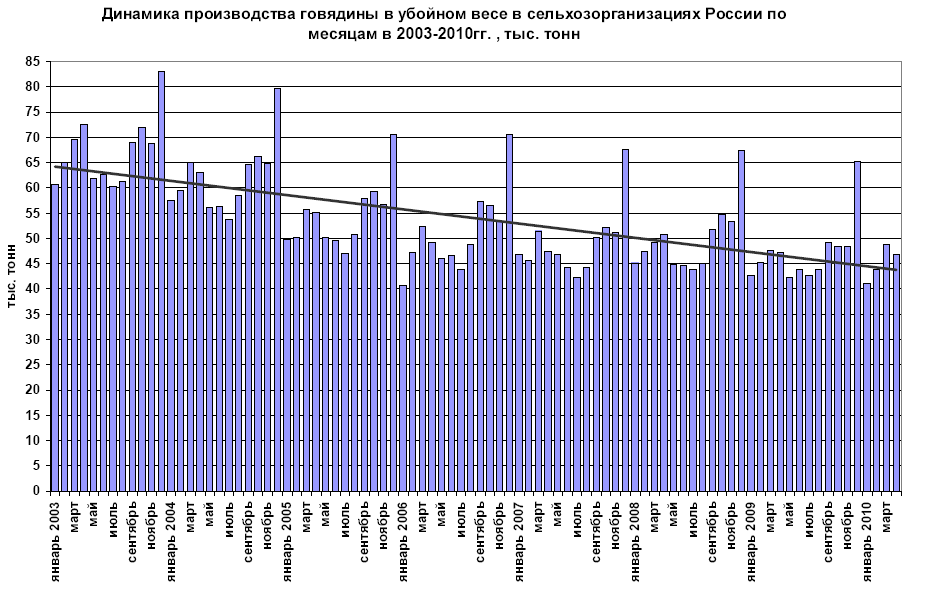 Динамика производства говядины в убойном весе в сельхозорганизациях России по
месяцам в 2003-2010гг. , тыс. тонн
тыс. тонн
85
80
75
70
65
60
55
50
45
40
35
30
25
20
15
10
5
0
январь 2003
март
май
июль
сентябрь
ноябрь
январь 2004
март
май
июль
сентябрь
ноябрь
январь 2005
март
май
июль
сентябрь
ноябрь
январь 2006
март
май
июль
сентябрь
ноябрь
январь 2007
март
май
июль
сентябрь
ноябрь
январь 2008
март
май
июль
сентябрь
ноябрь
январь 2009
март
май
июль
сентябрь
ноябрь
январь 2010
март